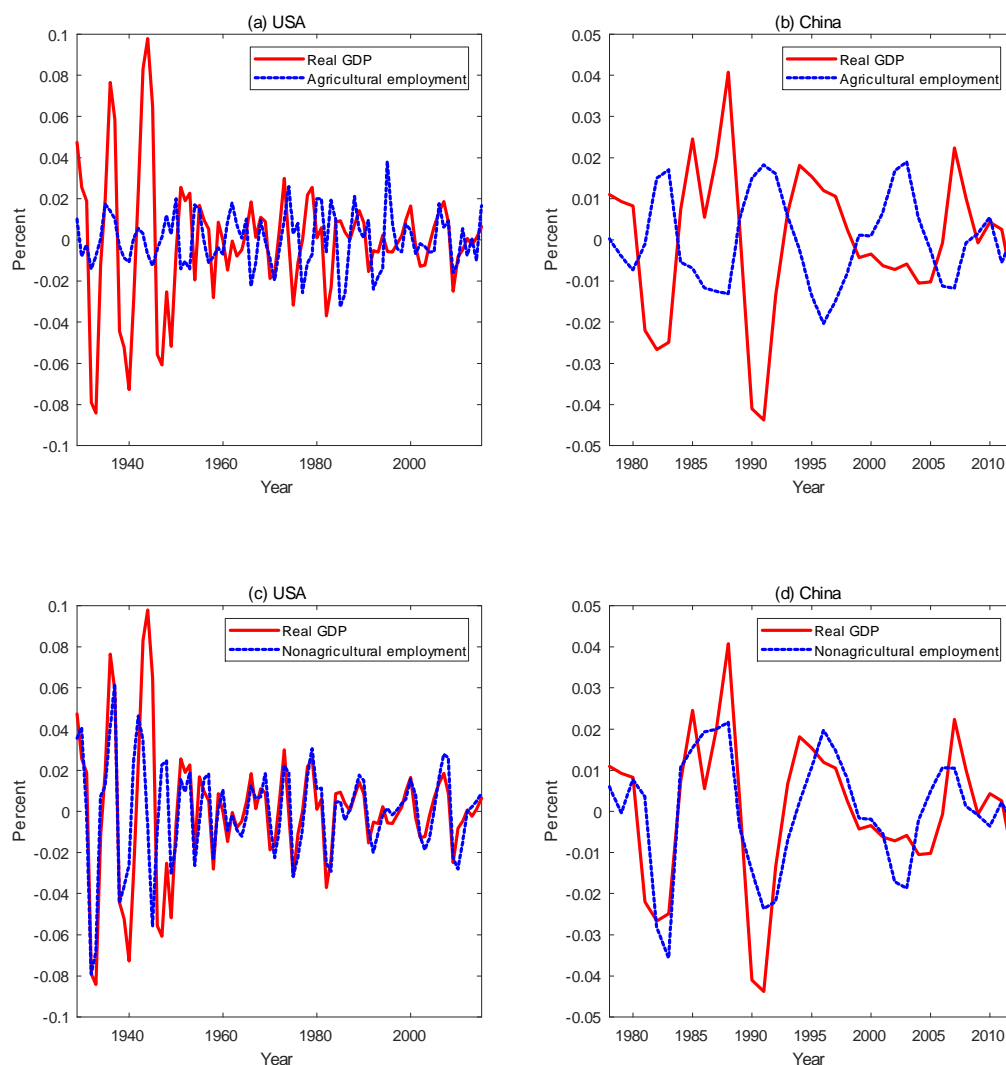 (a) USA
Real GDP
Agricultural employment
Percent
0.1
0.08
0.06
0.04
0.02
0
-0.02
-0.04
-0.06
-0.08
-0.1
1940 1960 1980 2000
Year
(b) China
Real GDP
Agricultural employment
Percent
0.05
0.04
0.03
0.02
0.01
0
-0.01
-0.02
-0.03
-0.04
-0.05
1980 1985 1990 1995 2000 2005 2010
Year
(c) USA
Real GDP
Nonagricultural employment
Percent
0.1
0.08
0.06
0.04
0.02
0
-0.02
-0.04
-0.06
-0.08
-0.1
1940 1960 1980 2000
Year
(d) China
Real GDP
Nonagricultural employment
Percent
0.05
0.04
0.03
0.02
0.01
0
-0.01
-0.02
-0.03
-0.04
-0.05
1980 1985 1990 1995 2000 2005 2010
Year